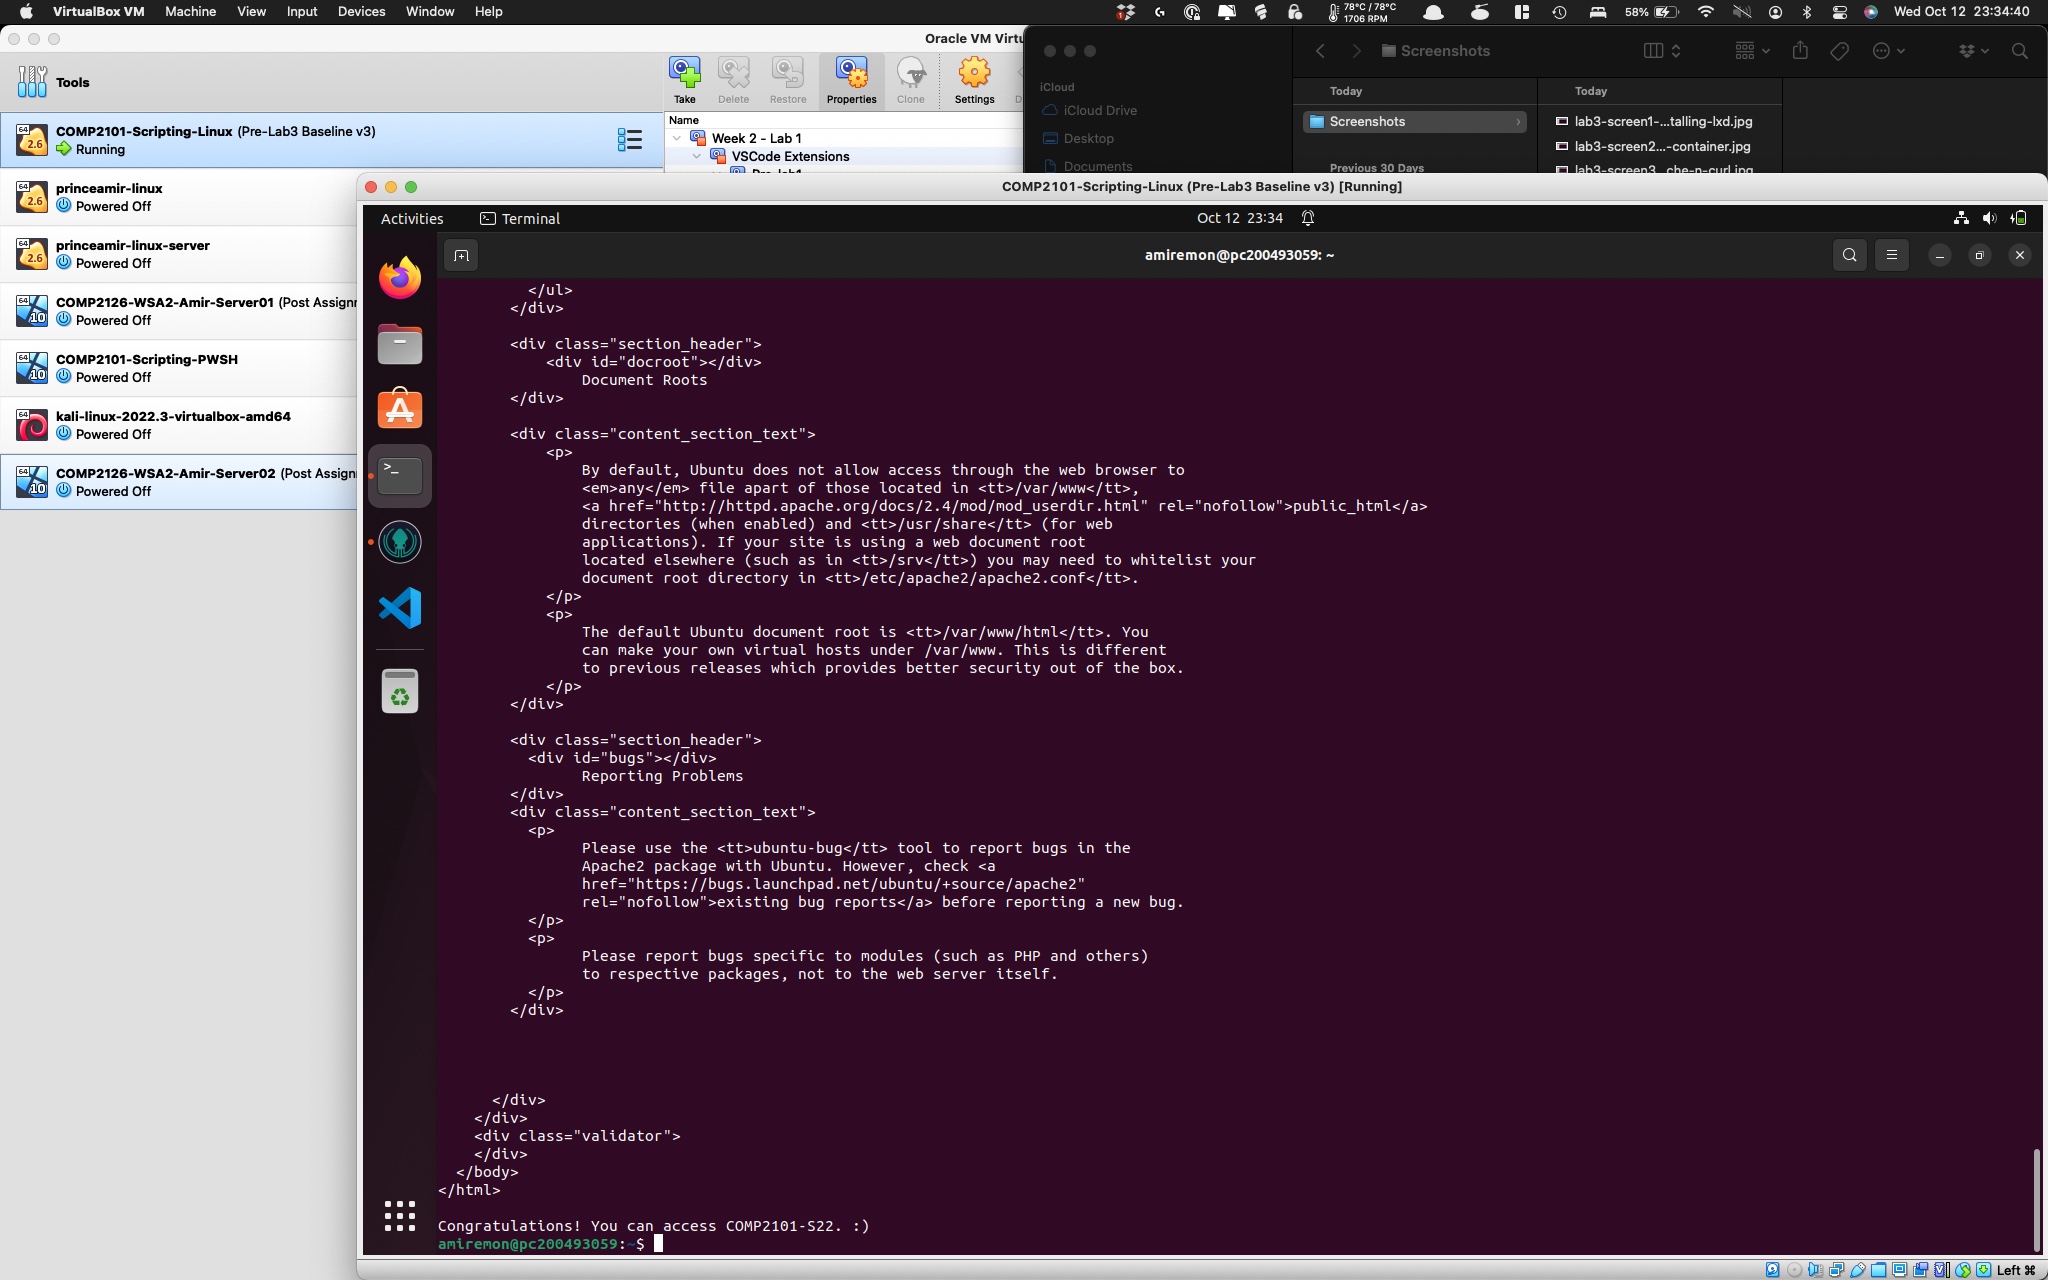 VirtualBox VM Machine View Input Devices Window Help
78°C / 78°C
1706 RPM
58% Wed Oct 12 23:34:40
Oracle VM Virtu
Tools
Take Delete Restore Properties Clone Settings
COMP2101-Scripting-Linux (Pre-Lab3 Baseline v3)
Running
princeamir-linux
Powered Off
princeamir-linux-server
Powered Off
COMP2126-WSA2-Amir-Server01 (Post Assignr
Powered Off
COMP2101-Scripting-PWSH
Powered Off
kali-linux-2022.3-virtualbox-amd64
Powered Off
COMP2126-WSA2-Amir-Server02 (Post Assignr
Powered Off
Name
Week 2 - Lab 1
VSCode Extensions
Screenshots
iCloud
iCloud Drive
Desktop
Documents
Today
Screenshots
Previous 30 Days
Today
lab3-screen1-...talling-lxd.jpg
lab3-screen2...-container.jpg
lab3-screen3...che-n-curl.jpg
COMP2101-Scripting-Linux (Pre-Lab3 Baseline v3) [Running]
Activities Terminal Oct 12 23:34
amiremon@pc200493059: ~
</ul>
</div>
<div class="section_header">
<div id="docroot"></div>
Document Roots
</div>
<div class="content_section_text">
<p>
By default, Ubuntu does not allow access through the web browser to
<em>any</em> file apart of those located in <tt>/var/www</tt>,
<a href="http://httpd.apache.org/docs/2.4/mod/mod_userdir.html" rel="nofollow">public_html</a>
directories (when enabled) and <tt>/usr/share</tt> (for web
applications). If your site is using a web document root
located elsewhere (such as in <tt>/srv</tt>) you may need to whitelist your
document root directory in <tt>/etc/apache2/apache2.conf</tt>.
</p>
<p>
The default Ubuntu document root is <tt>/var/www/html</tt>. You
can make your own virtual hosts under /var/www. This is different
to previous releases which provides better security out of the box.
</p>
</div>
<div class="section_header">
<div id="bugs"></div>
Reporting Problems
</div>
<div class="content_section_text">
<p>
Please use the <tt>ubuntu-bug</tt> tool to report bugs in the
Apache2 package with Ubuntu. However, check <a
href="https://bugs.launchpad.net/ubuntu/+source/apache2"
rel="nofollow">existing bug reports</a> before reporting a new bug.
</p>
<p>
Please report bugs specific to modules (such as PHP and others)
to respective packages, not to the web server itself.
</p>
</div>
</div>
</div>
<div class="validator">
</div>
</body>
</html>
Congratulations! You can access COMP2101-S22. :)
amiremon@pc200493059:~$
Left ⌘